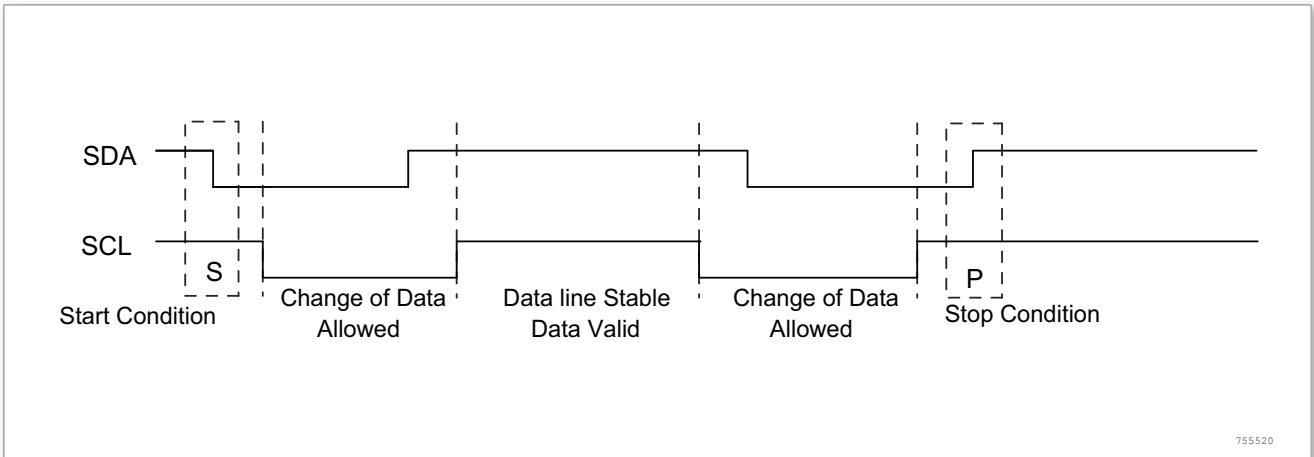 SDA
SCL
S
P
Start Condition
Change of Data
Allowed
Data line Stable
Data Valid
Change of Data
Allowed
Stop Condition
755520